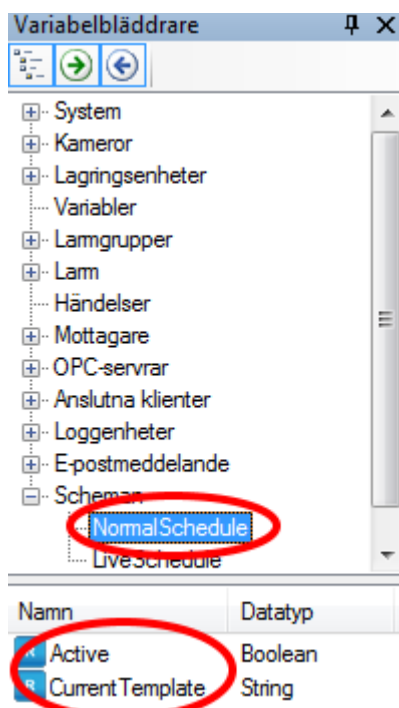 Variabelbläddrare
System
Kameror
Lagringsenheter
Variabler
Larmgrupper
Larm
Händelser
Mottagare
OPC-servrar
Anslutna klienter
Loggenheter
E-postmeddelande
Scheman
NormalSchedule
LiveSchedule
Namn Datatyp
R Active Boolean
R CurrentTemplate String